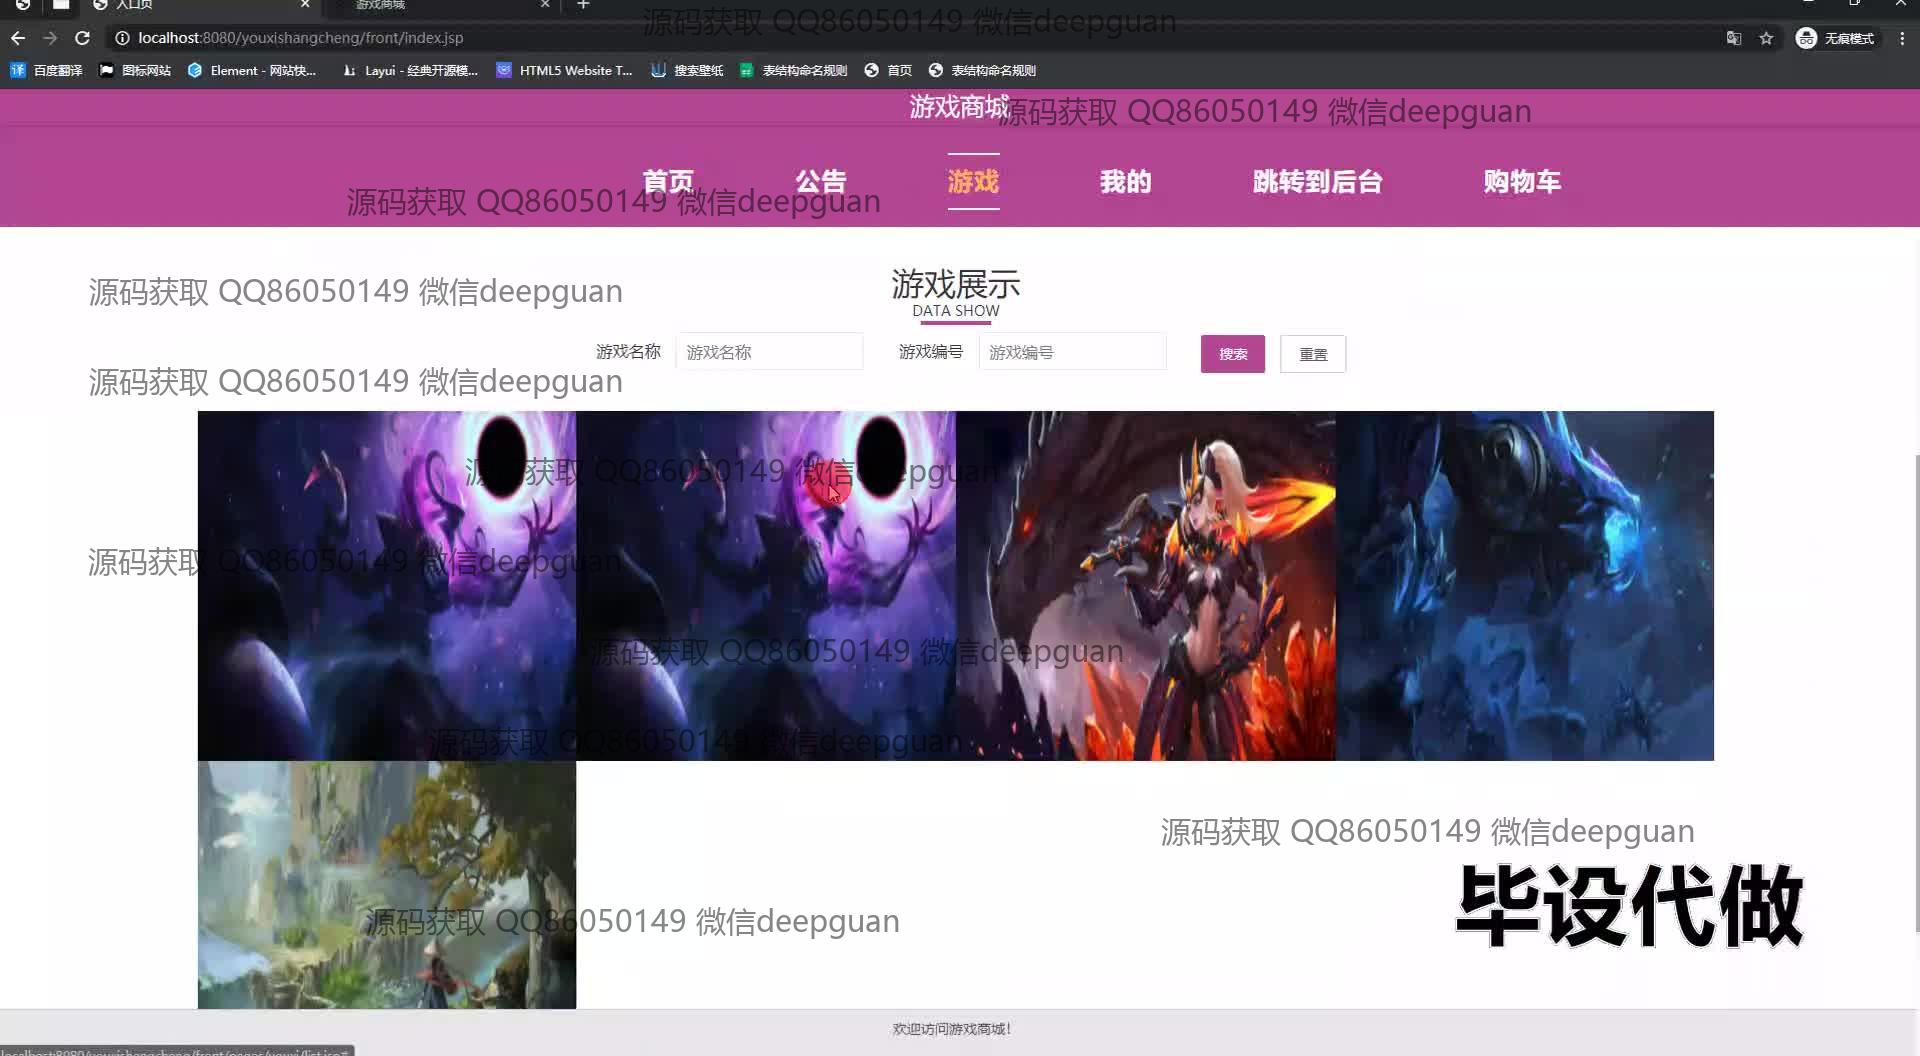 入口页
游戏商城
源码获取 QQ86050149 微信deepguan
localhost:8080/youxishangcheng/front/index.jsp
无痕模式
百度翻译
图标网站
Element - 网站快...
Layui - 经典开源模...
HTML5 Website T...
搜索壁纸
表结构命名规则
首页
表结构命名规则
游戏商城
源码获取 QQ86050149 微信deepguan
首页
公告
游戏
我的
跳转到后台
购物车
源码获取 QQ86050149 微信deepguan
游戏展示
源码获取 QQ86050149 微信deepguan
DATA SHOW
游戏名称
游戏名称
游戏编号
游戏编号
搜索
重置
源码获取 QQ86050149 微信deepguan
源码获取 QQ86050149 微信deepguan
源码获取 QQ86050149 微信deepguan
源码获取 QQ86050149 微信deepguan
源码获取 QQ86050149 微信deepguan
源码获取 QQ86050149 微信deepguan
毕设代做
源码获取 QQ86050149 微信deepguan
欢迎访问游戏商城!
localhost:8080/youxishangcheng/front/pages/youxi/list.jsp#